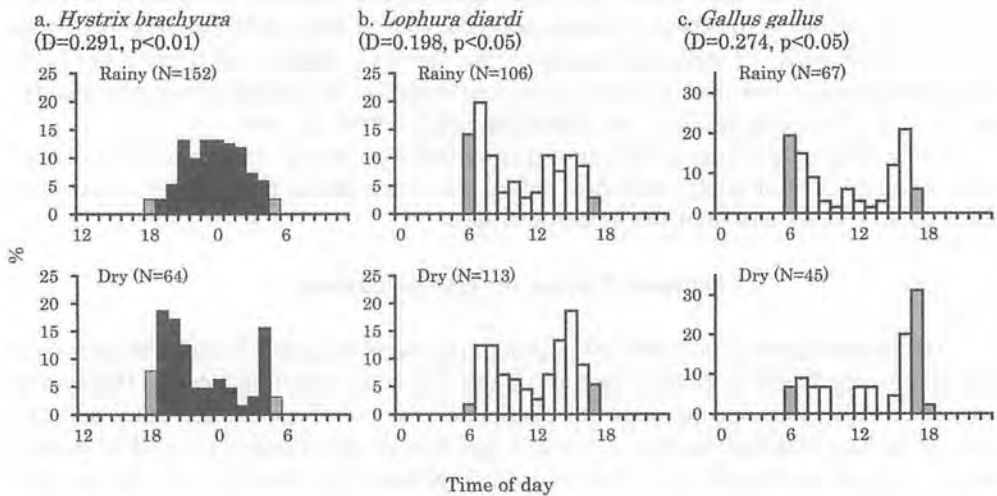 a. Hystrix brachyura
(D=0.291, p<0.01)
b. Lophura diardi
(D=0.198, p<0.05)
c. Gallus gallus
(D=0.274, p<0.05)
Rainy (N=152)
25
20
15
10
5
0
12 18 0 6
Rainy (N=106)
25
20
15
10
5
0
0 6 12 18
Rainy (N=67)
30
20
10
0
0 6 12 18
%
Dry (N=64)
25
20
15
10
5
0
12 18 0 6
Dry (N=113)
25
20
15
10
5
0
0 6 12 18
Dry (N=45)
30
20
10
0
0 6 12 18
Time of day